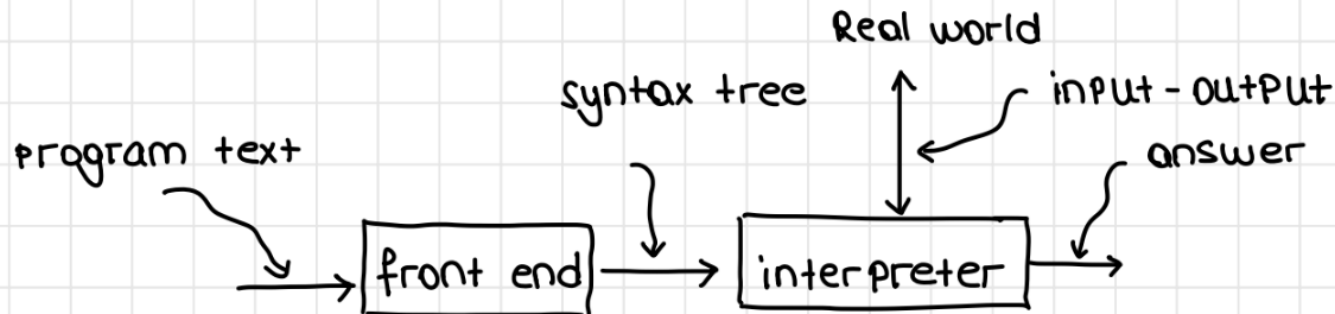 Real world
syntax tree
input - output
program text
answer
front end
interpreter